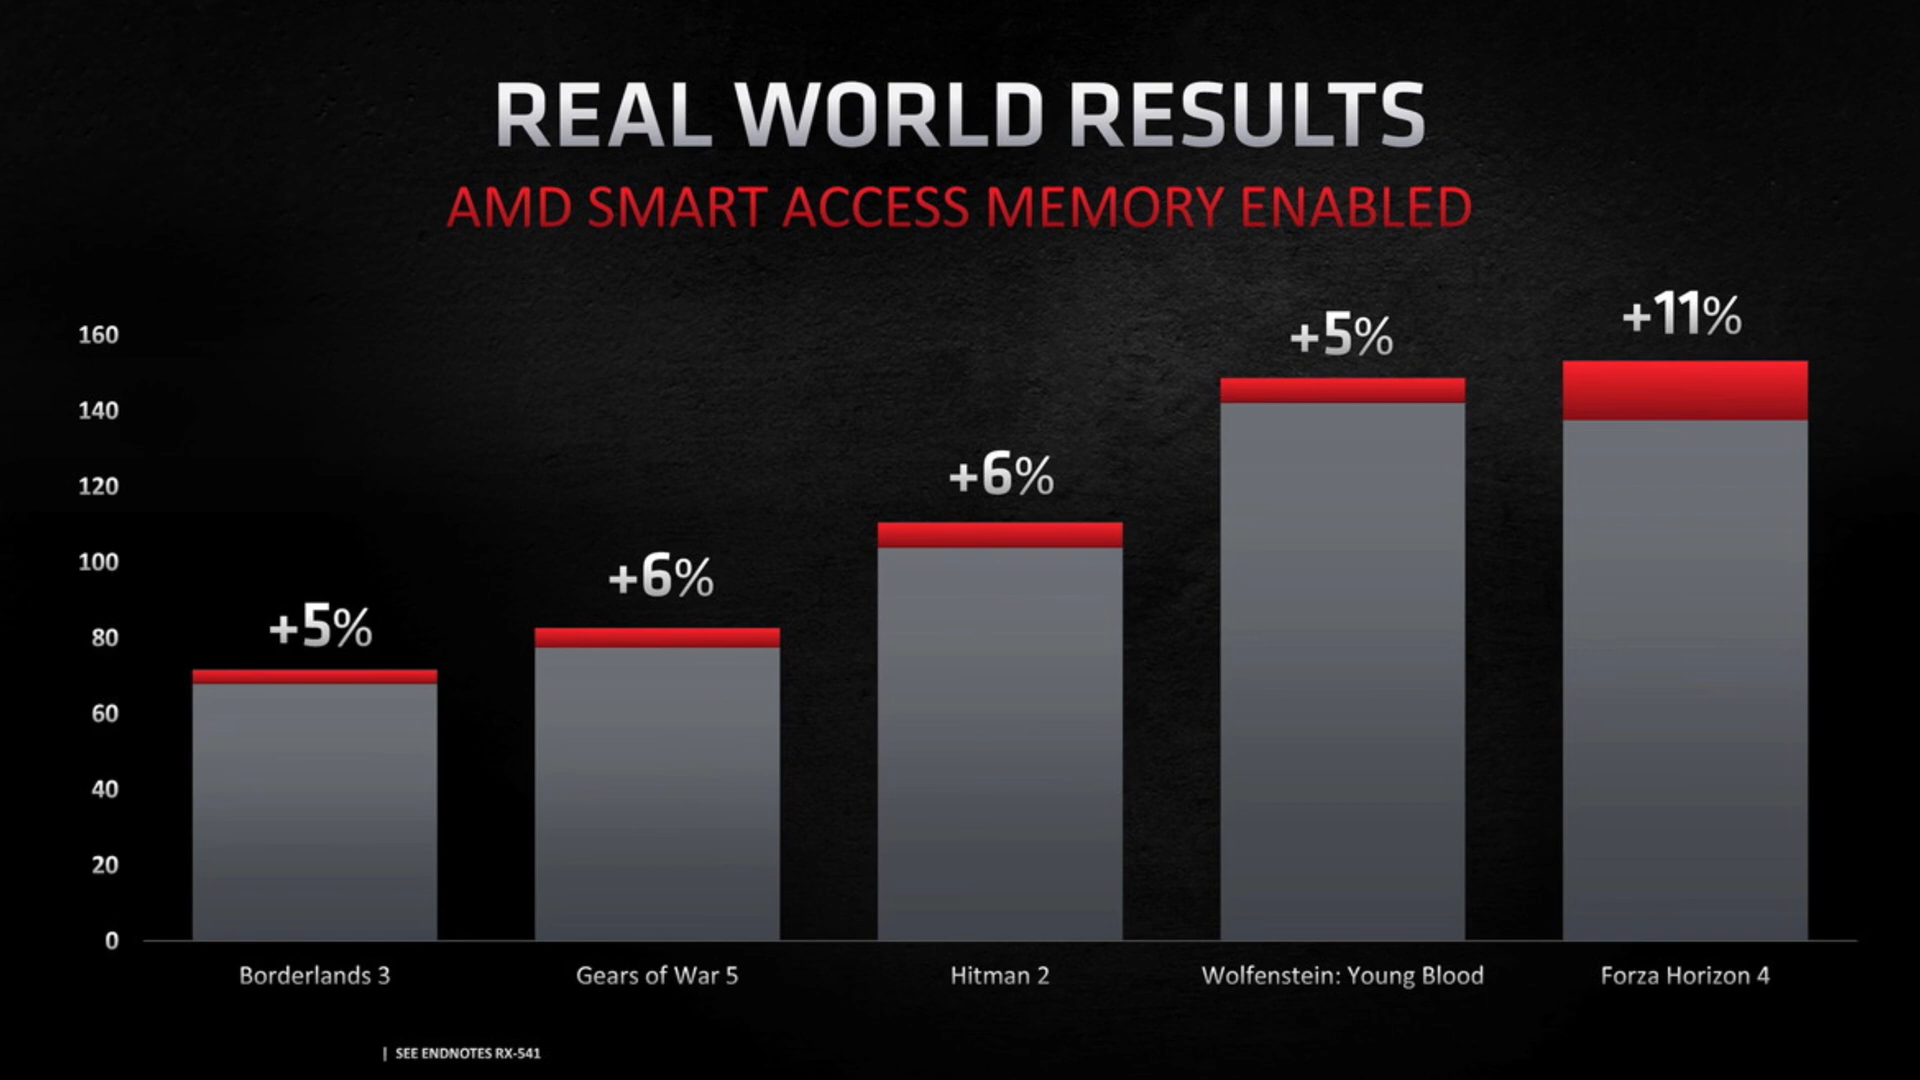 REAL WORLD RESULTS
AMD SMART ACCESS MEMORY ENABLED
+11%
+5%
160
140
+6%
120
100
+6%
+5%
80
60
40
20
0
Borderlands 3
Gears of War 5
Hitman 2
Wolfenstein: Young Blood
Forza Horizon 4
| SEE ENDNOTES RX-541